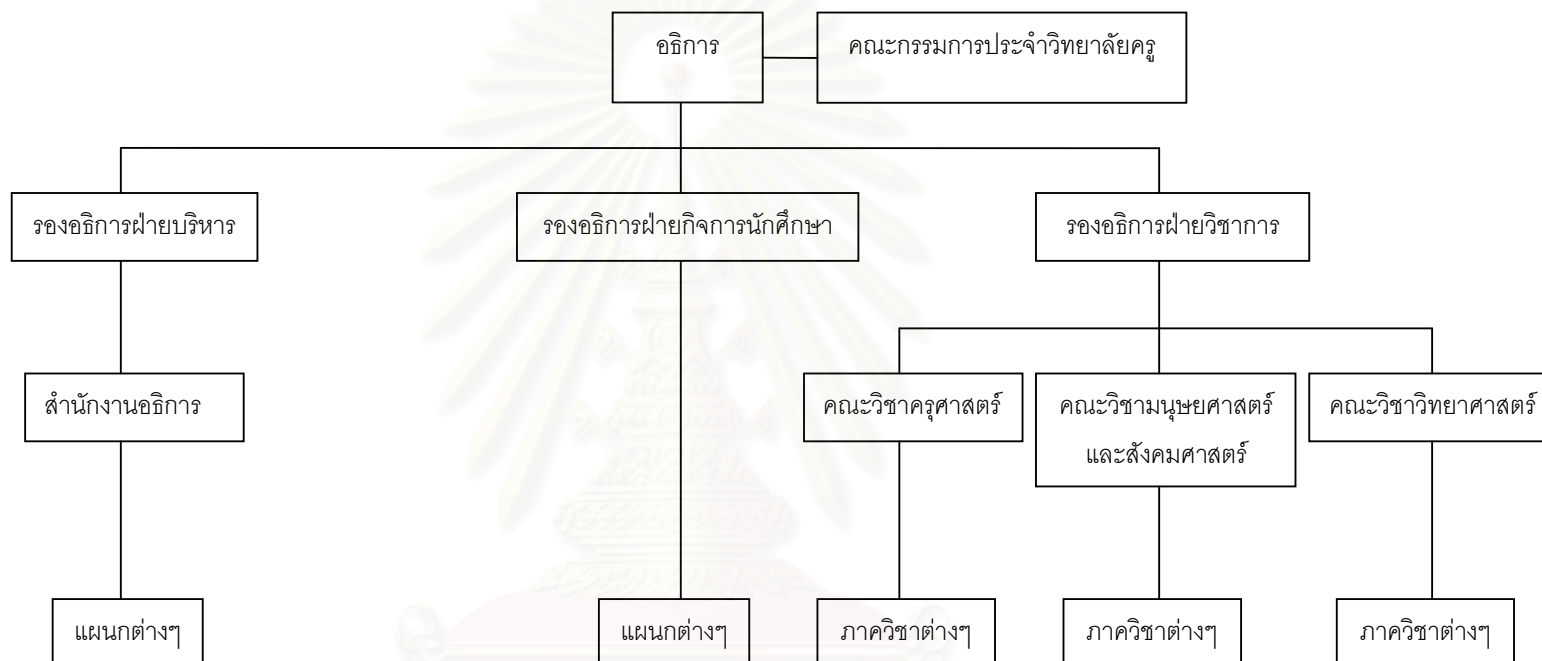 อธิการ
คณะกรรมการประจำวิทยาลัยครู
รองอธิการฝ่ายบริหาร
รองอธิการฝ่ายกิจการนักศึกษา
รองอธิการฝ่ายวิชาการ
สำนักงานอธิการ
คณะวิชาครุศาสตร์
คณะวิชามนุษยศาสตร์
และสังคมศาสตร์
คณะวิชาวิทยาศาสตร์
แผนกต่างๆ
แผนกต่างๆ
ภาควิชาต่างๆ
ภาควิชาต่างๆ
ภาควิชาต่างๆ